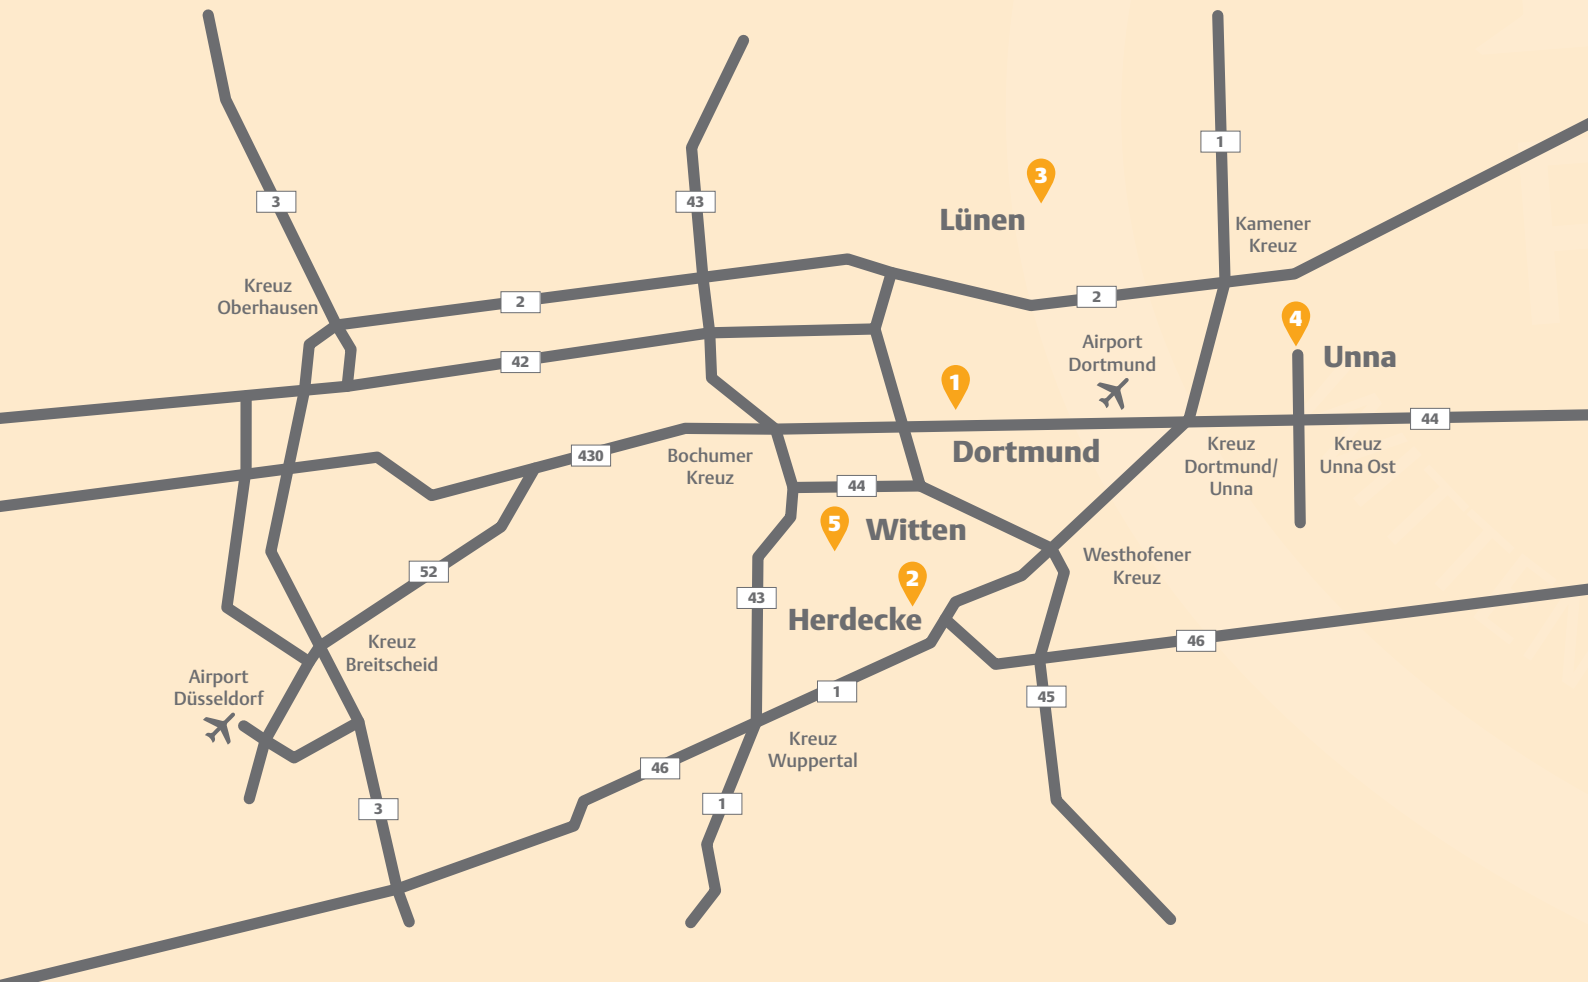 1
3
43
3
Lünen
Kamener
Kreuz
Kreuz
Oberhausen
2
2
4
Airport
Dortmund
42
Unna
1
44
Dortmund
Kreuz
Dortmund/
Unna
Kreuz
Unna Ost
430
Bochumer
Kreuz
44
5
Witten
Westhofener
Kreuz
52
2
43
Herdecke
46
Kreuz
Breitscheid
Airport
Düsseldorf
1
45
Kreuz
Wuppertal
46
1
3